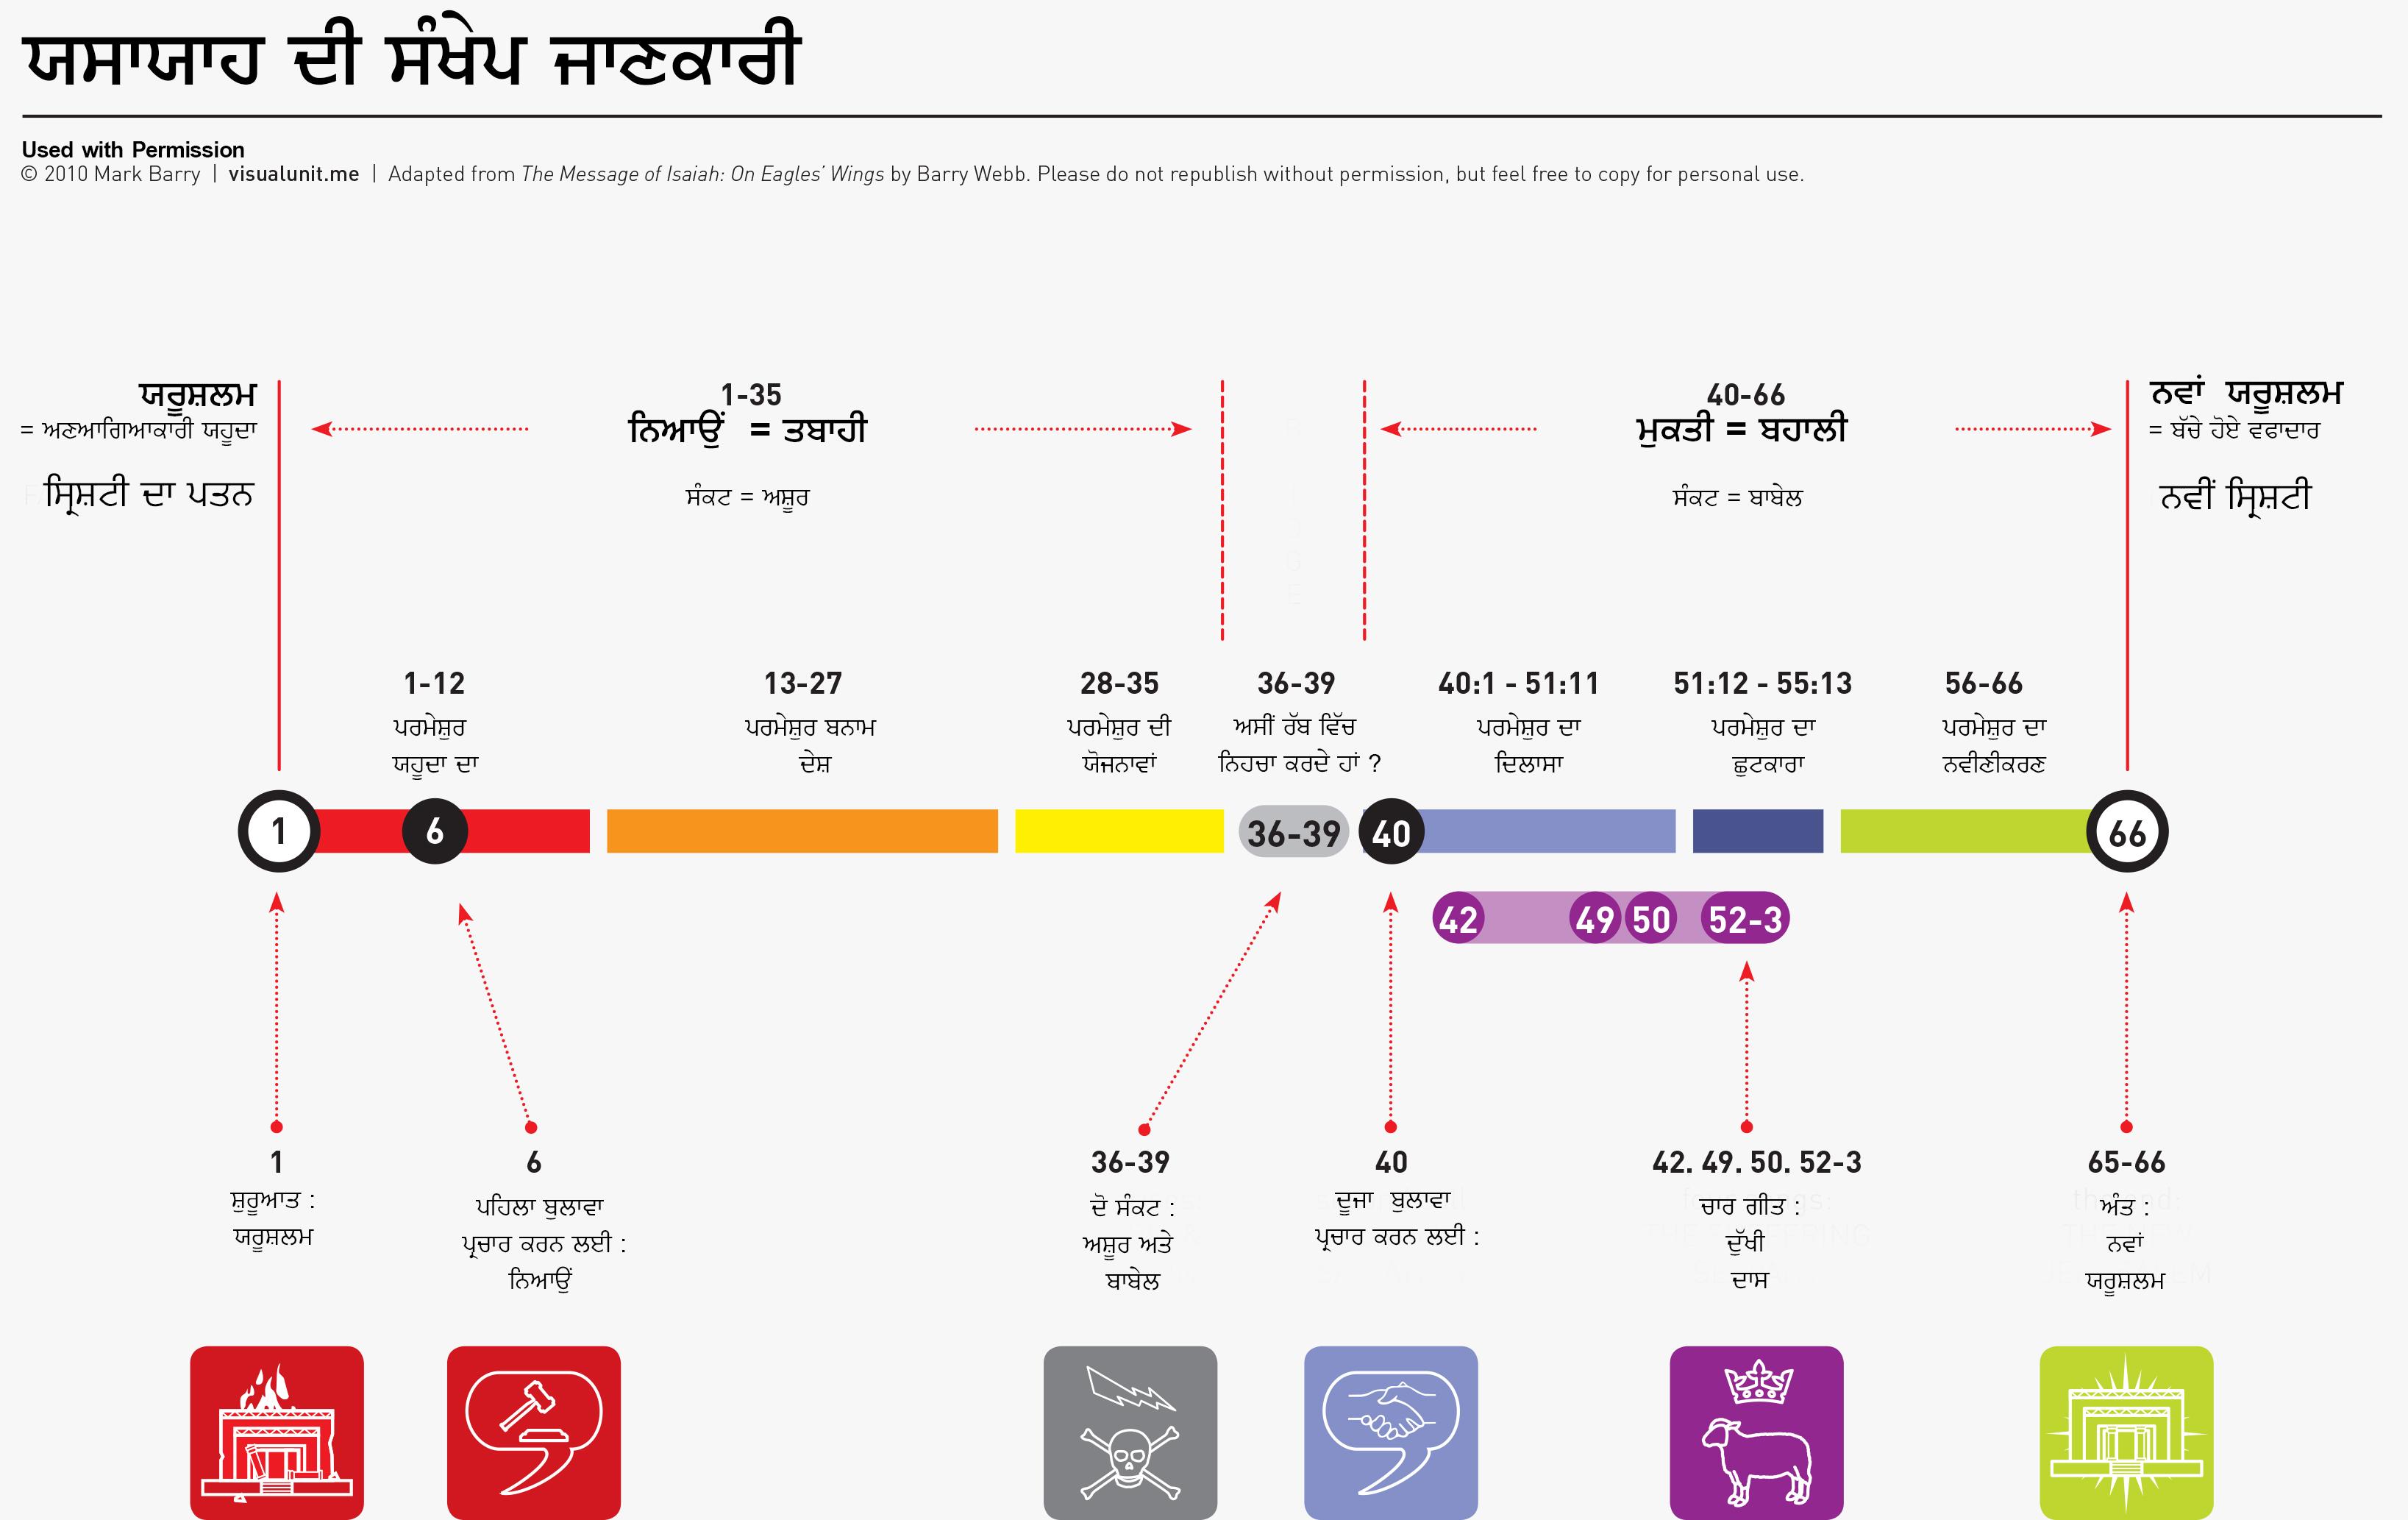 ਯਸਾਯਾਹ ਦੀ ਸੰਖੇਪ ਜਾਣਕਾਰੀ
Used with Permission
© 2010 Mark Barry | visualunit.me | Adapted from The Message of Isaiah: On Eagles’ Wings by Barry Webb. Please do not republish without permission, but feel free to copy for personal use.
ਯਰੂਸ਼ਲਮ
= ਅਣਆਗਿਆਕਾਰੀ ਯਹੂਦਾ
ਸ੍ਰਿਸ਼ਟੀ ਦਾ ਪਤਨ
1-35
ਨਿਆਉਂ = ਤਬਾਹੀ
ਸੰਕਟ = ਅਸ਼ੂਰ
40-66
ਮੁਕਤੀ = ਬਹਾਲੀ
ਸੰਕਟ = ਬਾਬੇਲ
ਨਵਾਂ ਯਰੂਸ਼ਲਮ
= ਬੱਚੇ ਹੋਏ ਵਫਾਦਾਰ
ਨਵੀਂ ਸ੍ਰਿਸ਼ਟੀ
1-12
ਪਰਮੇਸ਼ੁਰ
ਯਹੂਦਾ ਦਾ
13-27
ਪਰਮੇਸ਼ੁਰ ਬਨਾਮ
ਦੇਸ਼
28-35
ਪਰਮੇਸ਼ੁਰ ਦੀ
ਯੋਜਨਾਵਾਂ
36-39
ਅਸੀਂ ਰੱਬ ਵਿੱਚ
ਨਿਹਚਾ ਕਰਦੇ ਹਾਂ ?
40:1 - 51:11
ਪਰਮੇਸ਼ੁਰ ਦਾ
ਦਿਲਾਸਾ
51:12 - 55:13
ਪਰਮੇਸ਼ੁਰ ਦਾ
ਛੁਟਕਾਰਾ
56-66
ਪਰਮੇਸ਼ੁਰ ਦਾ
ਨਵੀਣੀਕਰਣ
1 6 36-39 40 66
42 49 50 52-3
1
ਸ਼ੁਰੂਆਤ :
ਯਰੂਸ਼ਲਮ
6
ਪਹਿਲਾ ਬੁਲਾਵਾ
ਪ੍ਰਚਾਰ ਕਰਨ ਲਈ :
ਨਿਆਉਂ
36-39
ਦੋ ਸੰਕਟ :
ਅਸ਼ੂਰ ਅਤੇ
ਬਾਬੇਲ
40
ਦੂਜਾ ਬੁਲਾਵਾ
ਪ੍ਰਚਾਰ ਕਰਨ ਲਈ :
42. 49. 50. 52-3
ਚਾਰ ਗੀਤ :
ਦੁੱਖੀ
ਦਾਸ
65-66
ਅੰਤ :
ਨਵਾਂ
ਯਰੂਸ਼ਲਮ